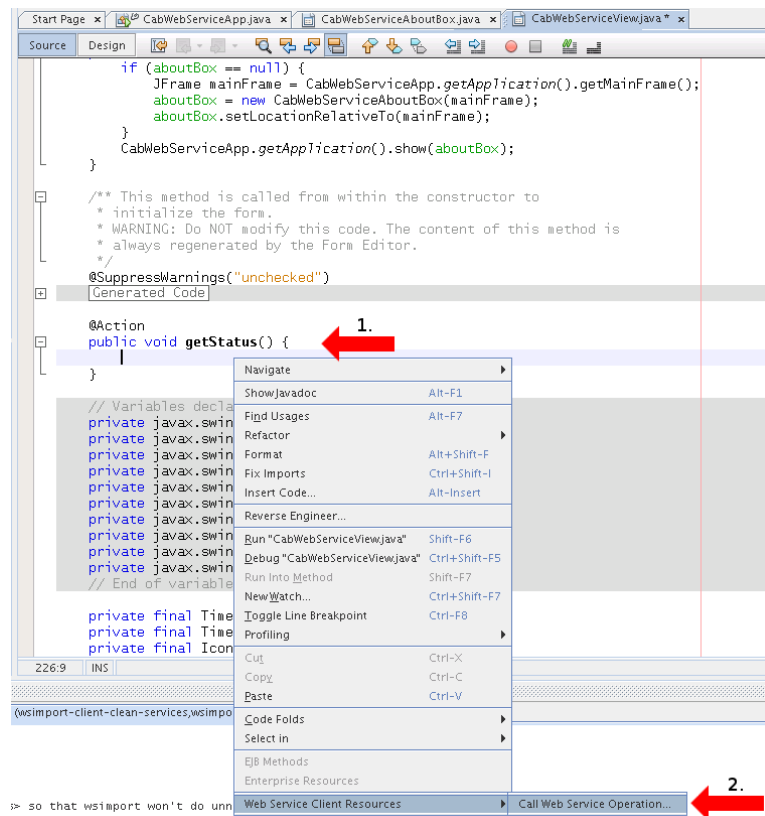 Start Page x CabWebServiceApp.java x CabWebServiceAboutBox.java x CabWebServiceView.java * x
Source Design
if (aboutBox == null) {
JFrame mainFrame = CabWebServiceApp.getApplication().getMainFrame();
aboutBox = new CabWebServiceAboutBox(mainFrame);
aboutBox.setLocationRelativeTo(mainFrame);
}
CabWebServiceApp.getApplication().show(aboutBox);
}
/** This method is called from within the constructor to
* initialize the form.
* WARNING: Do NOT modify this code. The content of this method is
* always regenerated by the Form Editor.
*/
@SuppressWarnings("unchecked")
Generated Code
@Action
1.
public void getStatus() {
}
Navigate
Show Javadoc Alt-F1
// Variables decla
Find Usages Alt-F7
private javax.swin
Refactor
private javax.swin
Format Alt+Shift-F
private javax.swin
Fix Imports Ctrl+Shift-I
private javax.swin
Insert Code... Alt-Insert
private javax.swin
Reverse Engineer...
private javax.swin
Run "CabWebServiceView.java" Shift-F6
private javax.swin
Debug "CabWebServiceView.java" Ctrl+Shift-F5
private javax.swin
private javax.swin
Run Into Method Shift-F7
private javax.swin
// End of variable
New Watch... Ctrl+Shift-F7
Toggle Line Breakpoint Ctrl-F8
private final Time
Profiling
private final Time
private final Icon
Cut Ctrl-X
226:9 INS
Copy Ctrl-C
Paste Ctrl-V
(wsimport-client-clean-services,wsimpo
Code Folds
Select in
EJB Methods
Enterprise Resources
2.
s> so that wsimport won't do unn
Web Service Client Resources Call Web Service Operation...